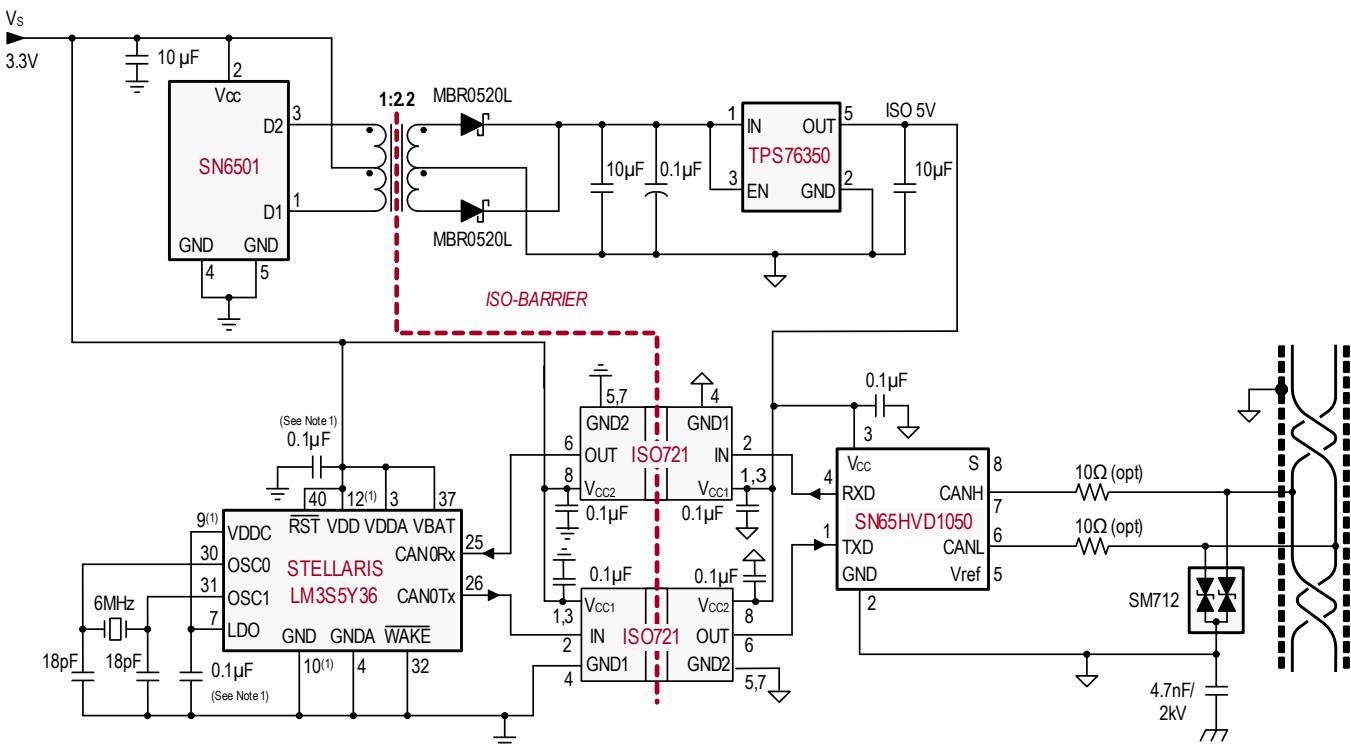 VS
3.3V
10 µF
2
Vcc
D2
3
SN6501
D1
1
GND
GND
4
5
1:2.2
MBR0520L
MBR0520L
10µF
0.1µF
1
IN
OUT
5
TPS76350
3
EN
GND
2
ISO 5V
10µF
ISO-BARRIER
(See Note 1)
0.1µF
40
12(1)
3
37
RST
VDD
VDDA
VBAT
9(1)
VDDC
30
OSC0
31
OSC1
7
LDO
STELLARIS
LM3S5Y36
CAN0Rx
25
CAN0Tx
26
GND
GNDA
WAKE
10(1)
4
32
6MHz
18pF
18pF
0.1µF
(See Note 1)
5,7
GND2
6
OUT
8
VCC2
0.1µF
ISO721
4
GND1
IN
2
1,3
VCC1
0.1µF
0.1µF
VCC1
1,3
IN
2
GND1
4
ISO721
0.1µF
VCC2
8
OUT
6
GND2
5,7
0.1µF
3
VCC
S
8
4
RXD
CANH
7
SN65HVD1050
1
TXD
CANL
6
GND
Vref
5
2
10Ω (opt)
10Ω (opt)
SM712
4.7nF/
2kV